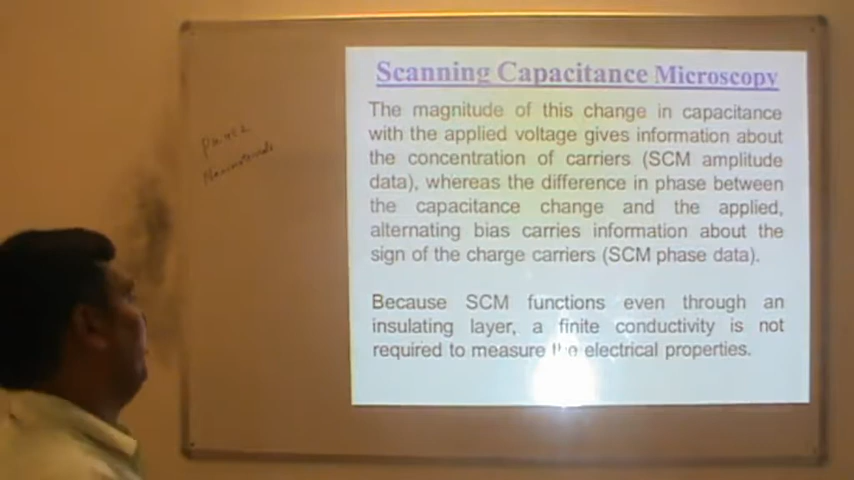 Scanning Capacitance Microscopy
The magnitude of this change in capacitance
with the applied voltage gives information about
the concentration of carriers (SCM amplitude
data), whereas the difference in phase between
the capacitance change and the applied,
alternating bias carries information about the
sign of the charge carriers (SCM phase data).
Because SCM functions even through an
insulating layer, a finite conductivity is not
required to measure the electrical properties.